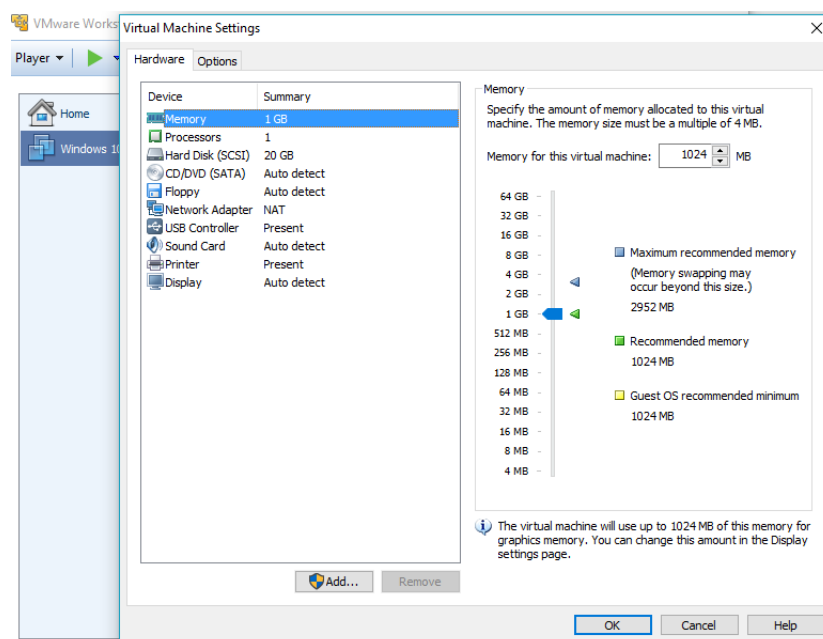 VMware Works
Virtual Machine Settings
Player
Hardware Options
Home
Windows 10
Device Summary
Memory 1 GB
Processors 1
Hard Disk (SCSI) 20 GB
CD/DVD (SATA) Auto detect
Floppy Auto detect
Network Adapter NAT
USB Controller Present
Sound Card Auto detect
Printer Present
Display Auto detect
Add... Remove
Memory
Specify the amount of memory allocated to this virtual
machine. The memory size must be a multiple of 4 MB.
Memory for this virtual machine: 1024 MB
64 GB
32 GB
16 GB
8 GB
4 GB
2 GB
1 GB
512 MB
256 MB
128 MB
64 MB
32 MB
16 MB
8 MB
4 MB
Maximum recommended memory
(Memory swapping may
occur beyond this size.)
2952 MB
Recommended memory
1024 MB
Guest OS recommended minimum
1024 MB
The virtual machine will use up to 1024 MB of this memory for
graphics memory. You can change this amount in the Display
settings page.
OK Cancel Help